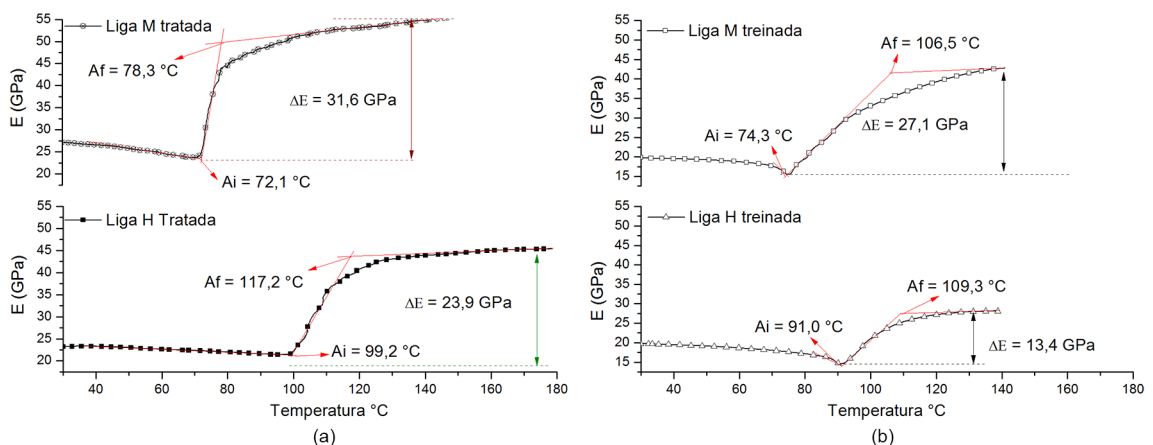 Liga M tratada
E (GPa)
55
50
45
40
35
30
25
20
Af = 78,3 °C
ΔE = 31,6 GPa
Ai = 72,1 °C
Liga H Tratada
E (GPa)
55
50
45
40
35
30
25
20
Af = 117,2 °C
ΔE = 23,9 GPa
Ai = 99,2 °C
40 60 80 100 120 140 160 180
Temperatura °C
(a)
Liga M treinada
E (GPa)
55
50
45
40
35
30
25
20
15
Af = 106,5 °C
Ai = 74,3 °C
ΔE = 27,1 GPa
Liga H treinada
E (GPa)
55
50
45
40
35
30
25
20
15
Af = 109,3 °C
Ai = 91,0 °C
ΔE = 13,4 GPa
40 60 80 100 120 140 160 180
Temperatura °C
(b)